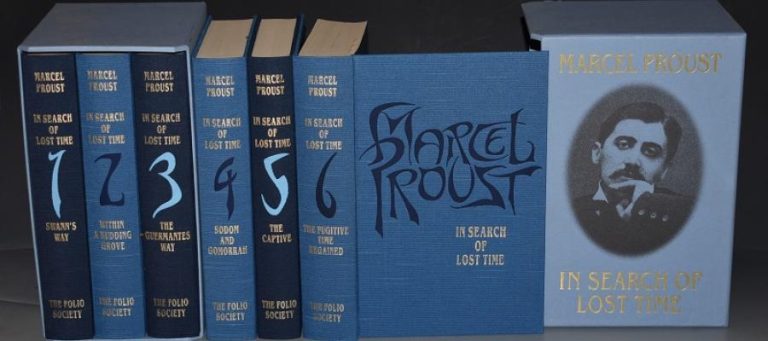 MARCEL
PROUST
IN SEARCH
OF
LOST TIME
1
SWANN'S
WAY
THE FOLIO
SOCIETY
MARCEL
PROUST
IN SEARCH
OF
LOST TIME
2
WITHIN
A BUDDING
GROVE
THE FOLIO
SOCIETY
MARCEL
PROUST
IN SEARCH
OF
LOST TIME
3
THE
GUERMANTES
WAY
THE FOLIO
SOCIETY
MARCEL
PROUST
IN SEARCH
OF
LOST TIME
4
SODOM
AND
GOMORRAH
THE FOLIO
SOCIETY
MARCEL
PROUST
IN SEARCH
OF
LOST TIME
5
THE
CAPTIVE
THE FOLIO
SOCIETY
MARCEL
PROUST
IN SEARCH
OF
LOST TIME
6
THE FUGITIVE
TIME
REGAINED
THE FOLIO
SOCIETY
MARCEL
PROUST
IN SEARCH
OF
LOST TIME
MARCEL PROUST
IN SEARCH OF
LOST TIME